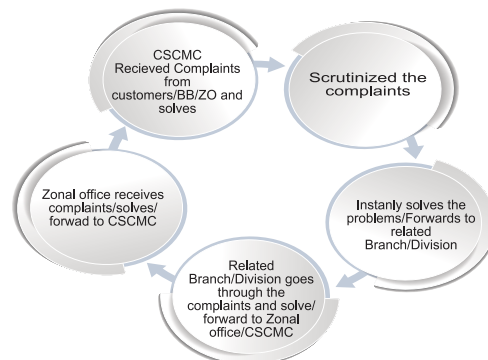 CSCMC
Recieved Complaints
from
customers/BB/ZO and
solves
Scrutinized the
complaints
Instanly solves the
problems/Forwards to
related
Branch/Division
Related
Branch/Division goes
through the
complaints and solve/
forward to Zonal
office/CSCMC
Zonal office receives
complaints/solves/
forwad to CSCMC